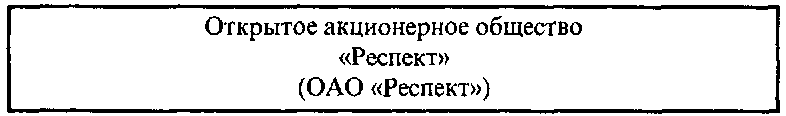 Открытое акционерное общество
«Респект»
(ОАО «Респект»)